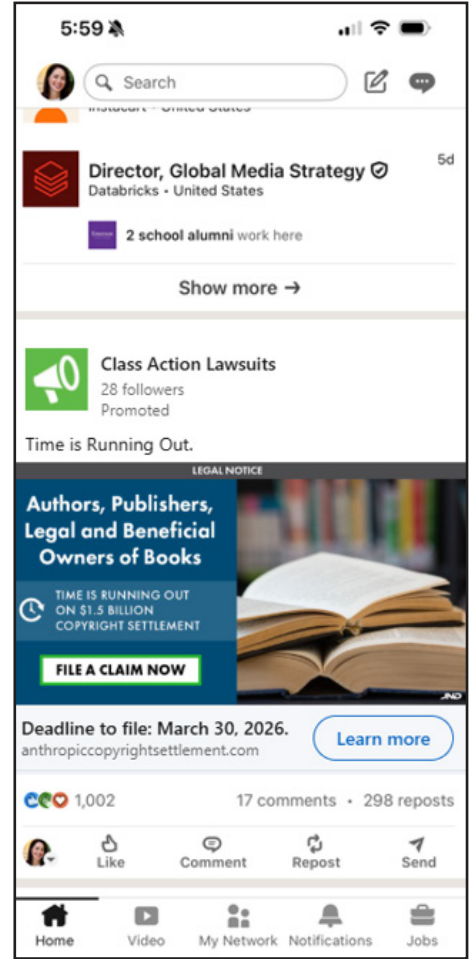 5:59
Search
Instacart • United States
Director, Global Media Strategy
5d
Databricks • United States
2 school alumni work here
Show more →
Class Action Lawsuits
28 followers
Promoted
Time is Running Out.
LEGAL NOTICE
Authors, Publishers,
Legal and Beneficial
Owners of Books
TIME IS RUNNING OUT
ON $1.5 BILLION
COPYRIGHT SETTLEMENT
FILE A CLAIM NOW
JND
Deadline to file: March 30, 2026.
anthropiccopyrightsettlement.com
Learn more
1,002
17 comments • 298 reposts
Like Comment Repost Send
Home Video My Network Notifications Jobs